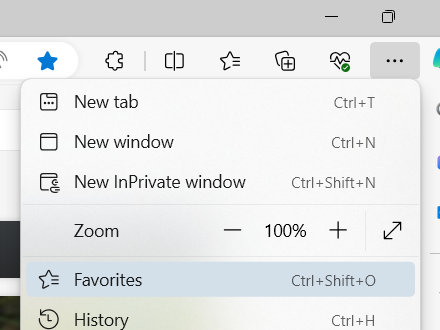 New tab Ctrl+T
New window Ctrl+N
New InPrivate window Ctrl+Shift+N
Zoom 100%
Favorites Ctrl+Shift+O
History Ctrl+H